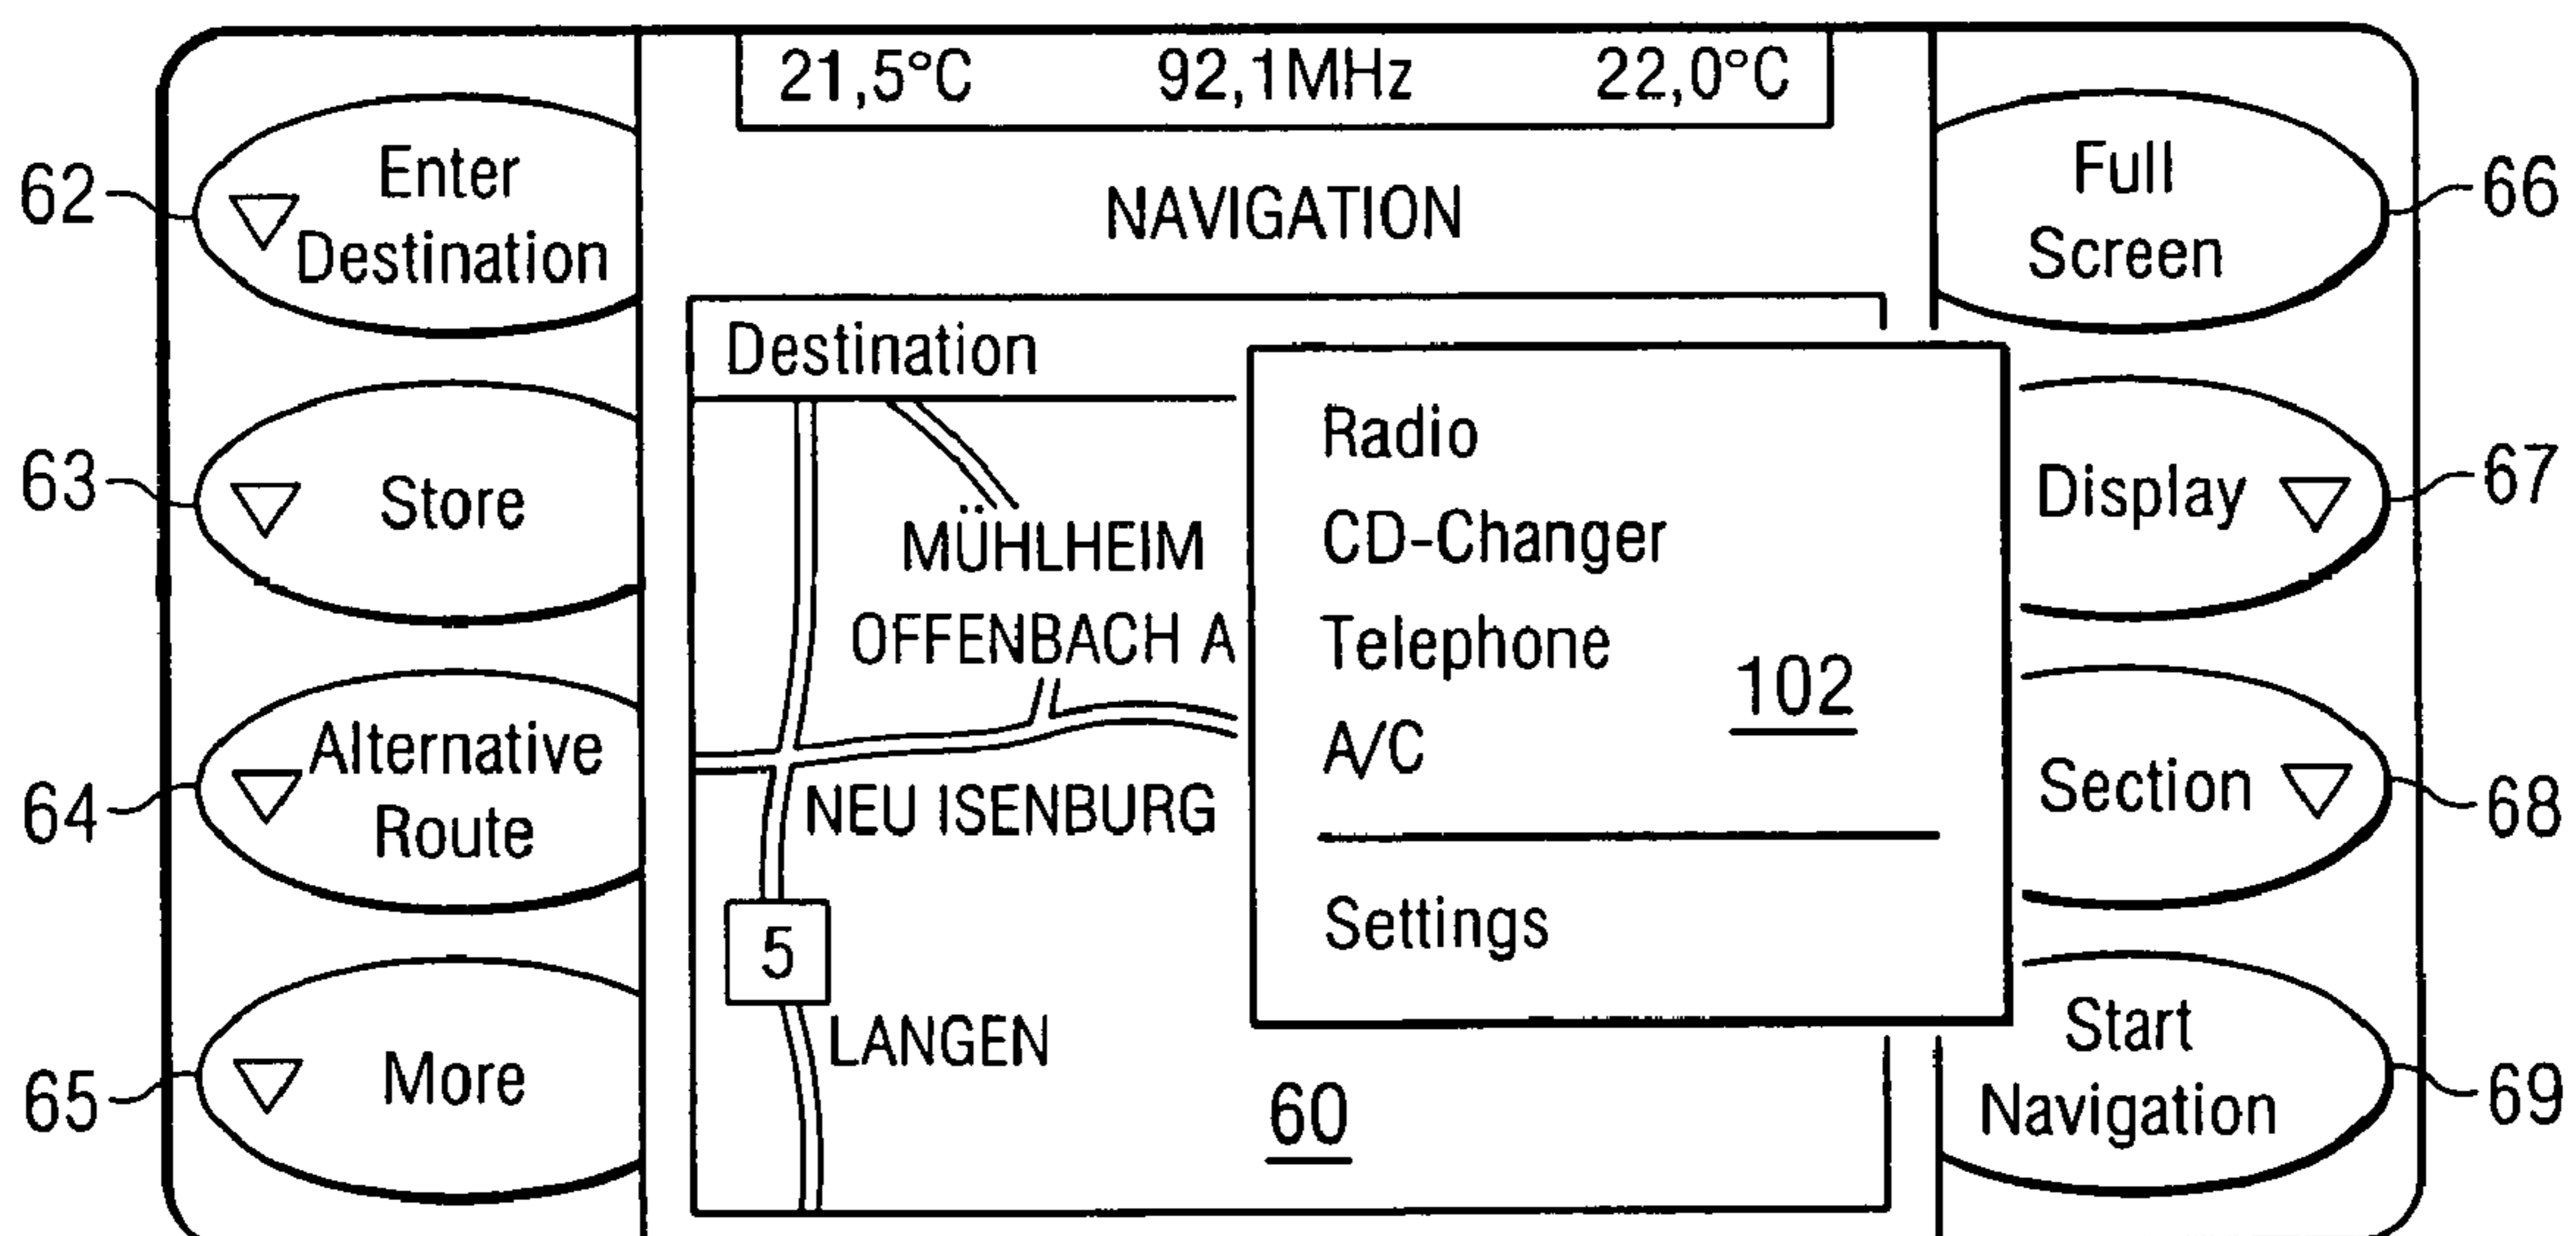 21,5°C 92,1MHz 22,0°C
NAVIGATION
62
Enter
Destination
63
Store
64
Alternative
Route
65
More
Destination
MÜHLHEIM
OFFENBACH A
NEU ISENBURG
5
LANGEN
60
Radio
CD-Changer
Telephone
A/C
102
Settings
Full
Screen
66
Display
67
Section
68
Start
Navigation
69